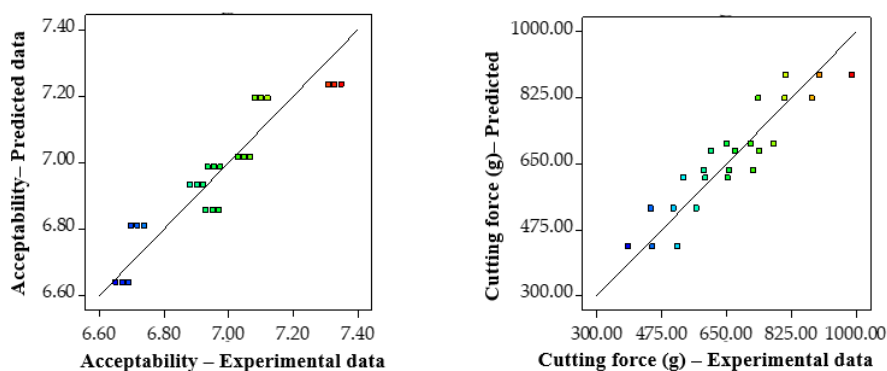 Acceptability– Predicted data
7.40
7.20
7.00
6.80
6.60
6.60 6.80 7.00 7.20 7.40
Acceptability – Experimental data
Cutting force (g)– Predicted
1000.00
825.00
650.00
475.00
300.00
300.00 475.00 650.00 825.00 1000.00
Cutting force (g) – Experimental data